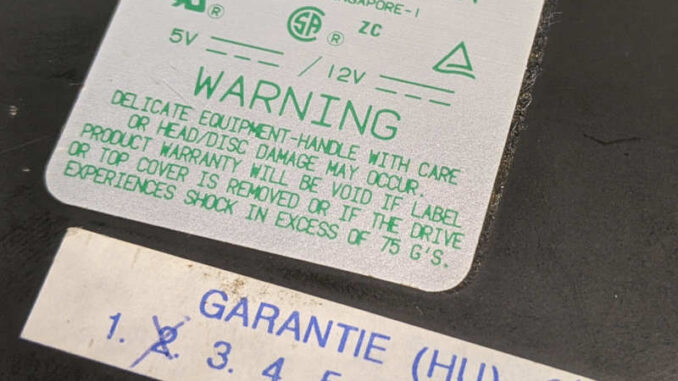 SINGAPORE-1
® ® ZC
5V / 12V
WARNING
DELICATE EQUIPMENT-HANDLE WITH CARE
OR HEAD/DISC DAMAGE MAY OCCUR.
PRODUCT WARRANTY WILL BE VOID IF LABEL
OR TOP COVER IS REMOVED OR IF THE DRIVE
EXPERIENCES SHOCK IN EXCESS OF 75 G'S.
GARANTIE (HU)
1. 2. 3. 4